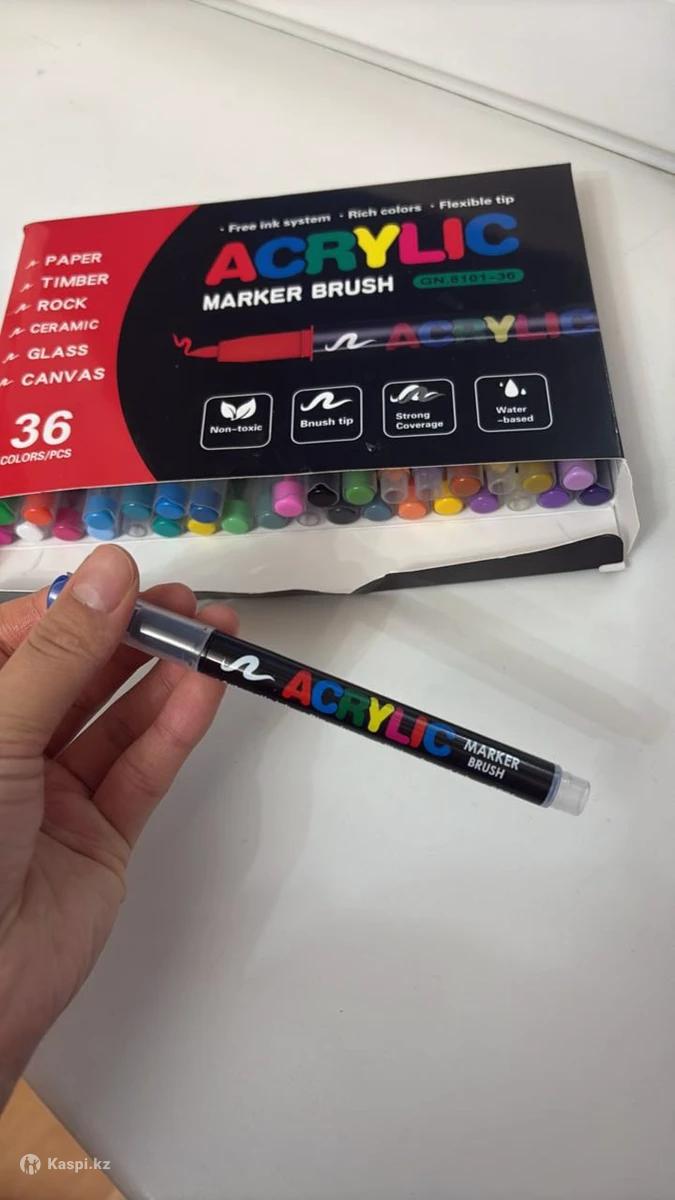 · Free ink system · Rich colors · Flexible tip
ACRYLIC
MARKER BRUSH GN.8101-36
PAPER
TIMBER
ROCK
CERAMIC
GLASS
CANVAS
36
COLORS/PCS
ACRYLIC
Non-toxic
Bnush tip
Strong
Coverage
Water
-based
ACRYLIC MARKER
BRUSH
Kaspi.kz